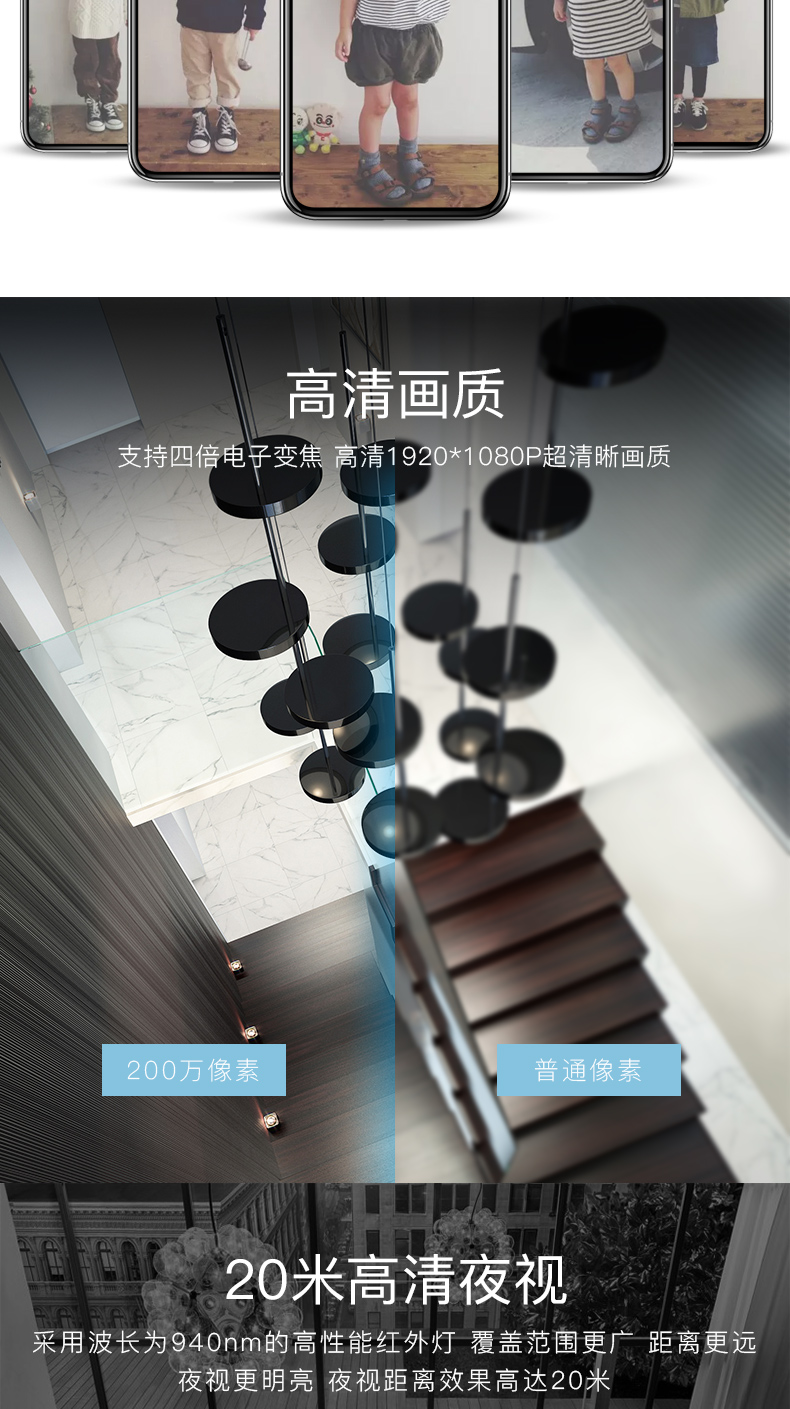 高清画质
支持四倍电子变焦 高清1920*1080P超清晰画质
200万像素
普通像素
20米高清夜视
采用波长为940nm的高性能红外灯 覆盖范围更广 距离更远
夜视更明亮 夜视距离效果高达20米